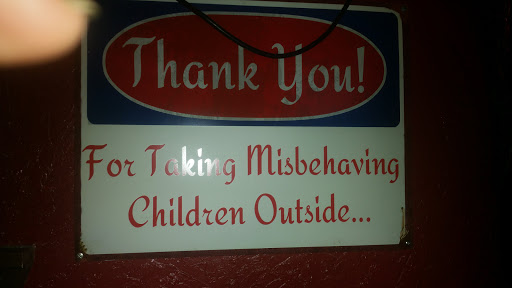 Thank You!
For Taking Misbehaving
Children Outside...